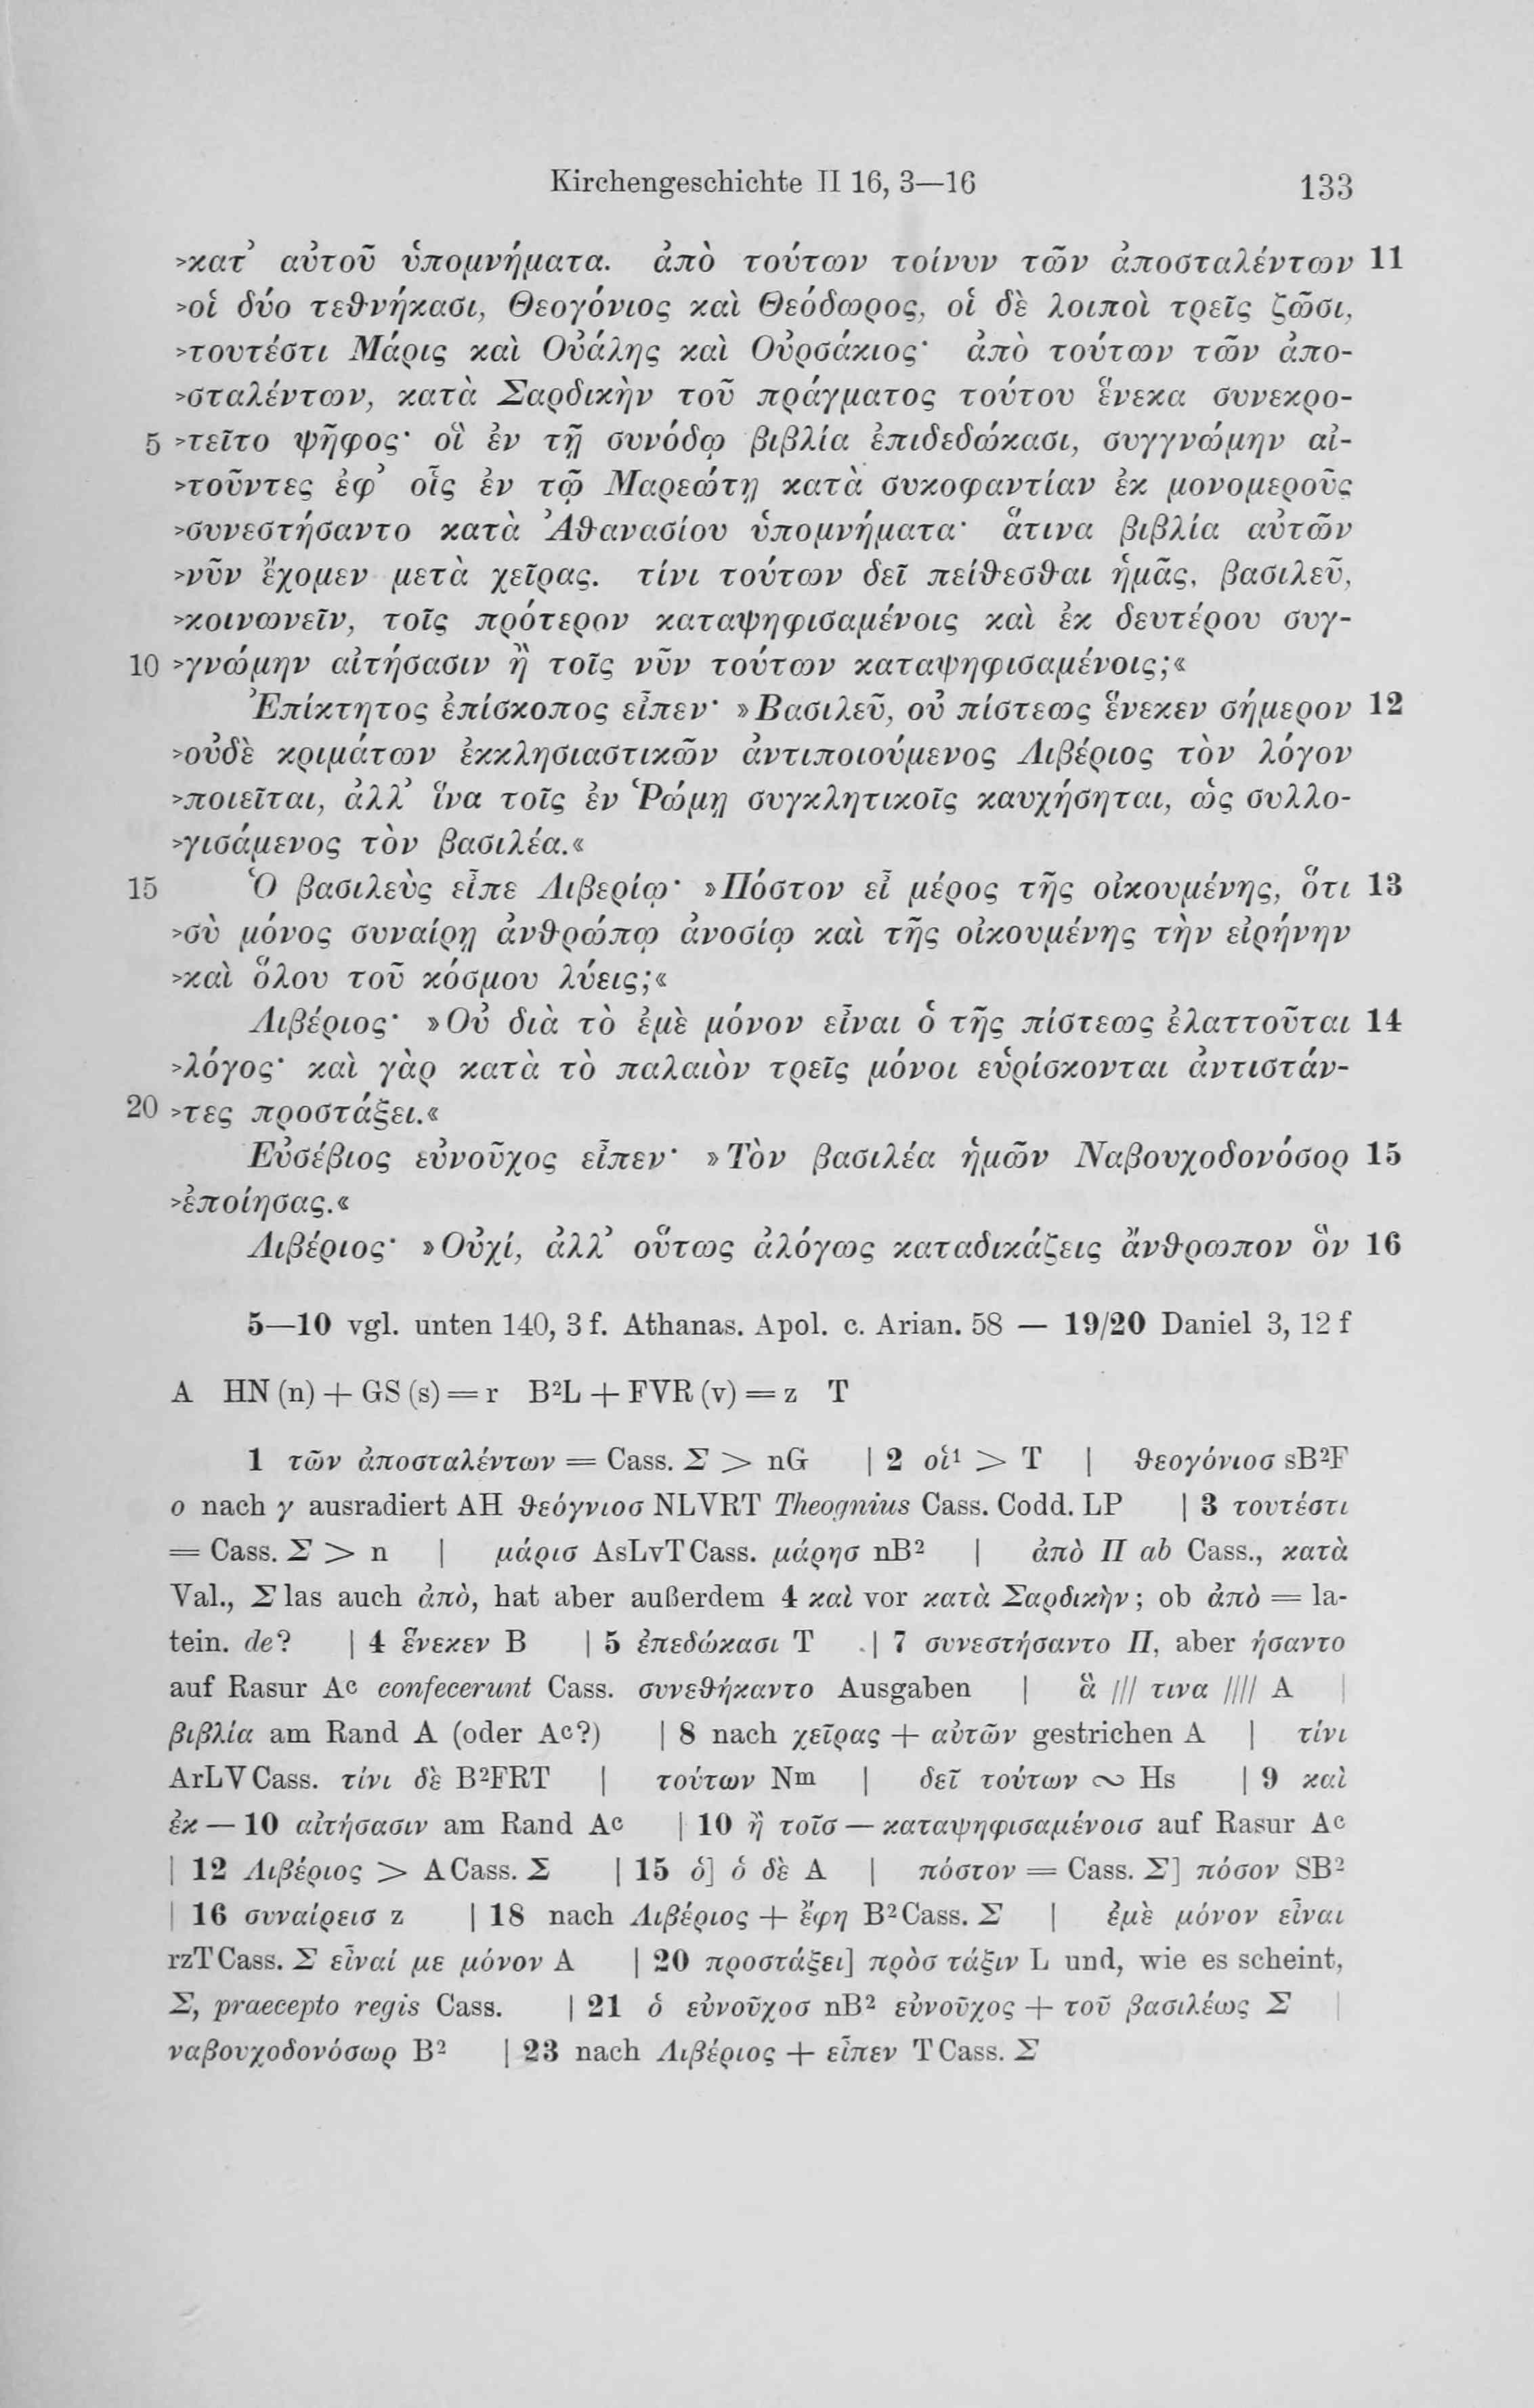 Kirchengeschichte II 16, 3—16 133
>κατ’ αὐτοῦ ὑπομνήματα. ἀπὸ τούτων τοίνυν τῶν ἀποσταλέντων 11
>οἱ δύο τεθνήκασι, Θεογόνιος καὶ Θεόδωρος, οἱ δὲ λοιποὶ τρεῖς ζῶσι,
>τουτέστι Μάρις καὶ Οὐάλης καὶ Οὐρσάκιος· ἀπὸ τούτων τῶν ἀπο-
>σταλέντων, κατὰ Σαρδικὴν τοῦ πράγματος τούτου ἕνεκα συνεκρο-
5 >τεῖτο ψῆφος· οἳ ἐν τῇ συνόδῳ βιβλία ἐπιδεδώκασι, συγγνώμην αἰ-
>τοῦντες ἐφ’ οἷς ἐν τῷ Μαρεώτῃ κατὰ συκοφαντίαν ἐκ μονομεροῦς
>συνεστήσαντο κατὰ Ἀθανασίου ὑπομνήματα· ἅτινα βιβλία αὐτῶν
>νῦν ἔχομεν μετὰ χεῖρας. τίνι τούτων δεῖ πείθεσθαι ἡμᾶς, βασιλεῦ,
>κοινωνεῖν, τοῖς πρότερον καταψηφισαμένοις καὶ ἐκ δευτέρου συγ-
10 >γνώμην αἰτήσασιν ἢ τοῖς νῦν τούτων καταψηφισαμένοις;«
Ἐπίκτητος ἐπίσκοπος εἶπεν· »Βασιλεῦ, οὐ πίστεως ἕνεκεν σήμερον 12
>οὐδὲ κριμάτων ἐκκλησιαστικῶν ἀντιποιούμενος Λιβέριος τὸν λόγον
>ποιεῖται, ἀλλ’ ἵνα τοῖς ἐν Ῥώμῃ συγκλητικοῖς καυχήσηται, ὡς συλλο-
>γισάμενος τὸν βασιλέα.«
15 Ὁ βασιλεὺς εἶπε Λιβερίῳ· »Πόστον εἶ μέρος τῆς οἰκουμένης, ὅτι 13
>σὺ μόνος συναίρῃ ἀνθρώπῳ ἀνοσίῳ καὶ τῆς οἰκουμένης τὴν εἰρήνην
>καὶ ὅλου τοῦ κόσμου λύεις;«
Λιβέριος· »Οὐ διὰ τὸ ἐμὲ μόνον εἶναι ὁ τῆς πίστεως ἐλαττοῦται 14
>λόγος· καὶ γὰρ κατὰ τὸ παλαιὸν τρεῖς μόνοι εὑρίσκονται ἀντιστάν-
20 >τες προστάξει.«
Εὐσέβιος εὐνοῦχος εἶπεν· »Τὸν βασιλέα ἡμῶν Ναβουχοδονόσορ 15
>ἐποίησας.«
Λιβέριος· »Οὐχί, ἀλλ’ οὕτως ἀλόγως καταδικάζεις ἄνθρωπον ὃν 16
5—10 vgl. unten 140, 3 f. Athanas. Apol. c. Arian. 58 — 19/20 Daniel 3, 12 f
A HN (n) + GS (s) = r B²L + FVR (v) = z T
1 τῶν ἀποσταλέντων = Cass. Σ > nG | 2 οἱ¹ > T | θεογόνιοσ sB²F
ο nach γ ausradiert AH θεόγνιοσ NLVRT Theognius Cass. Codd. LP | 3 τουτέστι
= Cass. Σ > n | μάρισ AsLvT Cass. μάρησ nB² | ἀπὸ Π ab Cass., κατὰ
Val., Σ las auch ἀπὸ, hat aber außerdem 4 καὶ vor κατὰ Σαρδικὴν; ob ἀπὸ = la-
tein. de? | 4 ἕνεκεν B | 5 ἐπεδώκασι T | 7 συνεστήσαντο Π, aber ήσαντο
auf Rasur Aᶜ confecerunt Cass. συνεθήκαντο Ausgaben | ἅ /// τινα //// A |
βιβλία am Rand A (oder Aᶜ?) | 8 nach χεῖρας + αὐτῶν gestrichen A | τίνι
ArLV Cass. τίνι δὲ B²FRT | τούτων Nᵐ | δεῖ τούτων ∾ Hs | 9 καὶ
ἐκ — 10 αἰτήσασιν am Rand Aᶜ | 10 ἢ τοῖσ — καταψηφισαμένοισ auf Rasur Aᶜ
| 12 Λιβέριος > A Cass. Σ | 15 ὁ] ὁ δὲ A | πόστον = Cass. Σ] πόσον SB²
| 16 συναίρεισ z | 18 nach Λιβέριος + ἔφη B² Cass. Σ | ἐμὲ μόνον εἶναι
rzT Cass. Σ εἶναί με μόνον A | 20 προστάξει] πρὸσ τάξιν L und, wie es scheint,
Σ, praecepto regis Cass. | 21 ὁ εὐνοῦχοσ nB² εὐνοῦχος + τοῦ βασιλέως Σ |
ναβουχοδονόσωρ B² | 23 nach Λιβέριος + εἶπεν T Cass. Σ